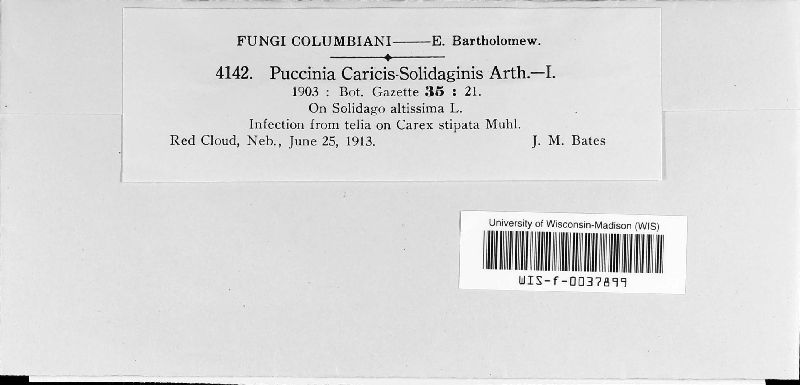 FUNGI COLUMBIANI——E. Bartholomew.
4142. Puccinia Caricis-Solidaginis Arth.—I.
1903 : Bot. Gazette 35 : 21.
On Solidago altissima L.
Infection from telia on Carex stipata Muhl.
Red Cloud, Neb., June 25, 1913. J. M. Bates
University of Wisconsin-Madison (WIS)
WIS-f-0037899